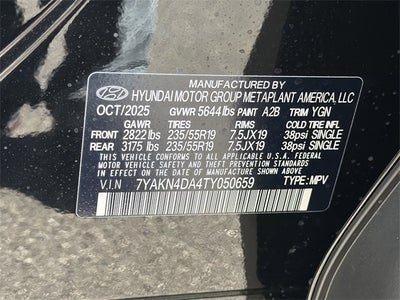 MANUFACTURED BY
HYUNDAI MOTOR GROUP METAPLANT AMERICA, LLC
OCT/2025 GVWR 5644 lbs PAINT A2B TRIM YGN
GAWR TIRES RIMS COLD TIRE INFL
FRONT 2822 lbs 235/55R19 7.5JX19 38psi SINGLE
REAR 3175 lbs 235/55R19 7.5JX19 38psi SINGLE
THIS VEHICLE CONFORMS TO ALL APPLICABLE U.S.A. FEDERAL
MOTOR VEHICLE SAFETY AND THEFT PREVENTION STANDARDS
IN EFFECT ON THE DATE OF MANUFACTURE SHOWN ABOVE.
V.I.N 7YAKN4DA4TY050659 TYPE : MPV